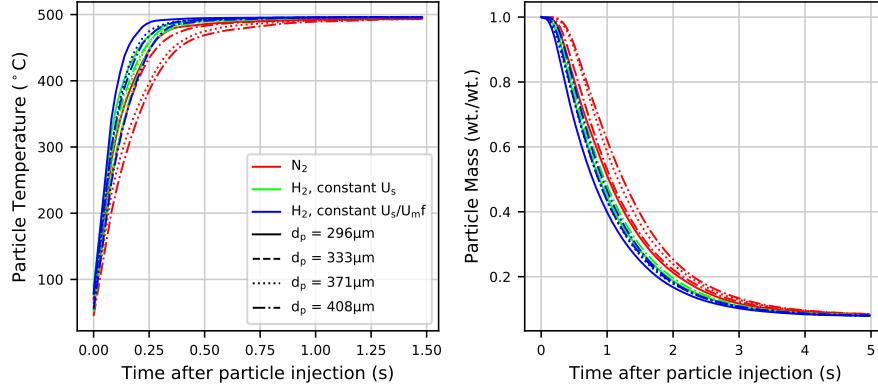 500
400
300
200
100
Particle Temperature (°C)
0.00 0.25 0.50 0.75 1.00 1.25 1.50
Time after particle injection (s)
N₂
H₂, constant Uₛ
H₂, constant Uₛ/Uₘf
dₚ = 296μm
dₚ = 333μm
dₚ = 371μm
dₚ = 408μm
1.0
0.8
0.6
0.4
0.2
Particle Mass (wt./wt.)
0 1 2 3 4 5
Time after particle injection (s)